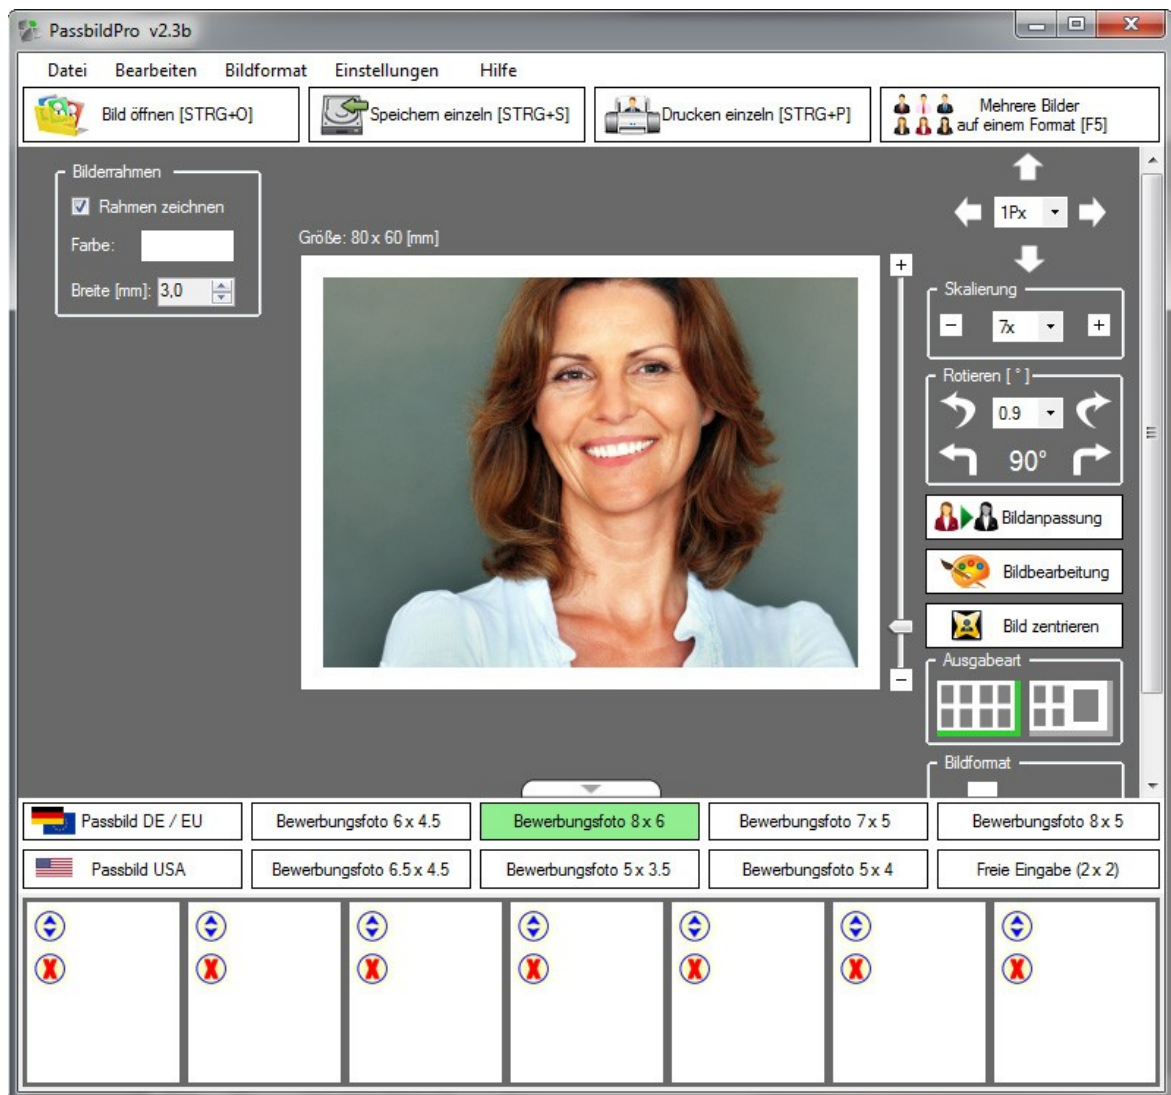 PassbildPro v2.3b
Datei Bearbeiten Bildformat Einstellungen Hilfe
Bild öffnen [STRG+O]
Speichern einzeln [STRG+S]
Drucken einzeln [STRG+P]
Mehrere Bilder
auf einem Format [F5]
Bilderrahmen
Rahmen zeichnen
Farbe:
Breite [mm]: 3,0
Größe: 80 x 60 [mm]
+
−
1Px
Skalierung
− 7x +
Rotieren [ ° ]
0.9
90°
Bildanpassung
Bildbearbeitung
Bild zentrieren
Ausgabeart
Bildformat
Passbild DE / EU
Bewerbungsfoto 6 x 4.5
Bewerbungsfoto 8 x 6
Bewerbungsfoto 7 x 5
Bewerbungsfoto 8 x 5
Passbild USA
Bewerbungsfoto 6.5 x 4.5
Bewerbungsfoto 5 x 3.5
Bewerbungsfoto 5 x 4
Freie Eingabe (2 x 2)
X X X X X X X